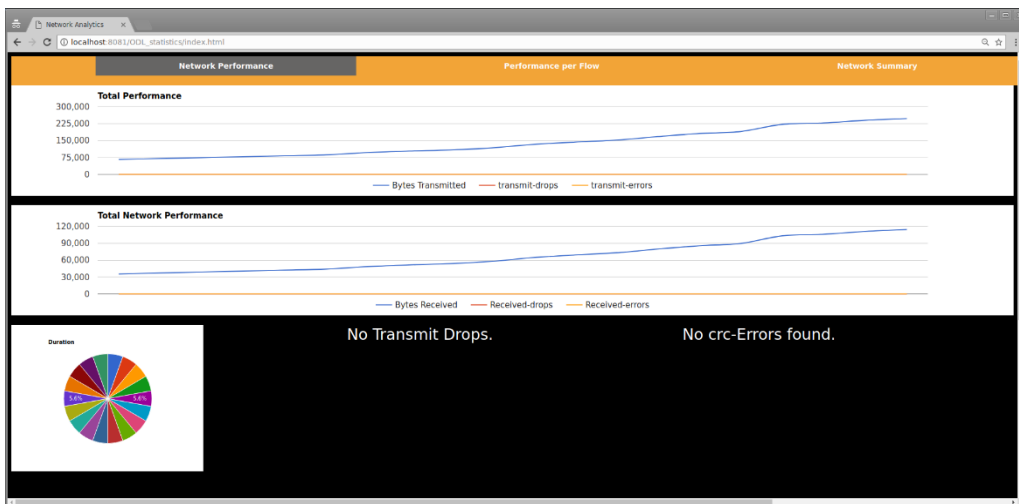 Network Analytics
localhost:8081/ODL_statistics/index.html
Network Performance
Performance per Flow
Network Summary
Total Performance
300,000
225,000
150,000
75,000
0
Bytes Transmitted
transmit-drops
transmit-errors
Total Network Performance
120,000
90,000
60,000
30,000
0
Bytes Received
Received-drops
Received-errors
Duration
5.6%
5.6%
No Transmit Drops.
No crc-Errors found.